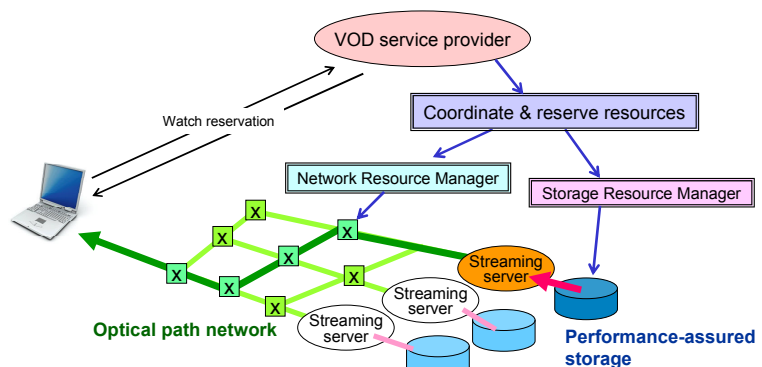 VOD service provider
Watch reservation
Coordinate & reserve resources
Network Resource Manager
Storage Resource Manager
X
X
X
X
X
X
X
X
Streaming
server
Streaming
server
Streaming
server
Optical path network
Performance-assured
storage